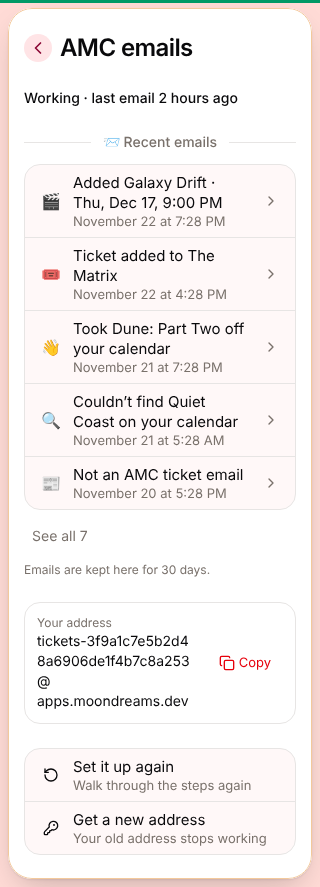 AMC emails
Working · last email 2 hours ago
Recent emails
Added Galaxy Drift ·
Thu, Dec 17, 9:00 PM
November 22 at 7:28 PM
Ticket added to The
Matrix
November 22 at 4:28 PM
Took Dune: Part Two off
your calendar
November 21 at 7:28 PM
Couldn’t find Quiet
Coast on your calendar
November 21 at 5:28 AM
Not an AMC ticket email
November 20 at 5:28 PM
See all 7
Emails are kept here for 30 days.
Your address
tickets-3f9a1c7e5b2d4
8a6906de1f4b7c8a253
@
apps.moondreams.dev
Copy
Set it up again
Walk through the steps again
Get a new address
Your old address stops working